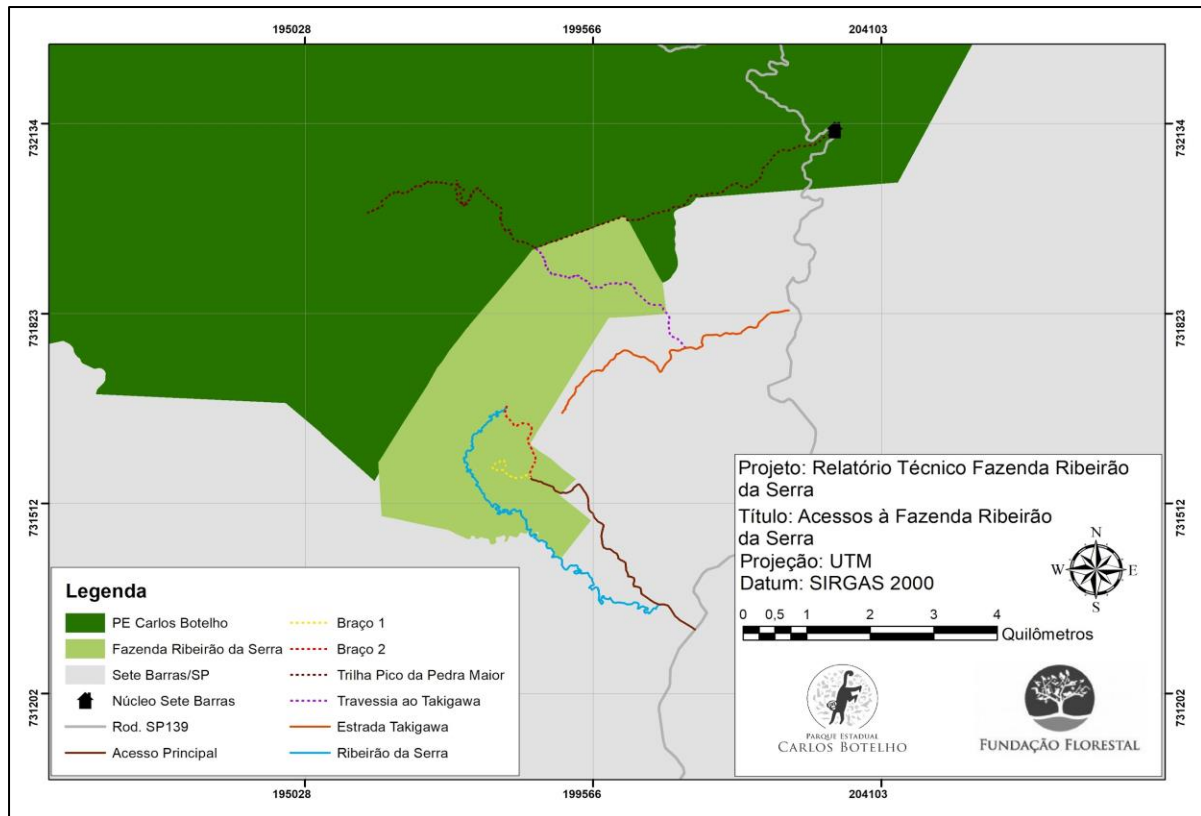 195028
199566
204103
732134
732134
731823
731823
731512
731512
731202
731202
Projeto: Relatório Técnico Fazenda Ribeirão
da Serra
Título: Acessos à Fazenda Ribeirão
da Serra
Projeção: UTM
Datum: SIRGAS 2000
N
W
E
S
0
0,5
1
2
3
4
Quilômetros
PARQUE ESTADUAL
CARLOS BOTELHO
FUNDAÇÃO FLORESTAL
Legenda
PE Carlos Botelho
Fazenda Ribeirão da Serra
Sete Barras/SP
Núcleo Sete Barras
Rod. SP139
Acesso Principal
Braço 1
Braço 2
Trilha Pico da Pedra Maior
Travessia ao Takigawa
Estrada Takigawa
Ribeirão da Serra
195028
199566
204103